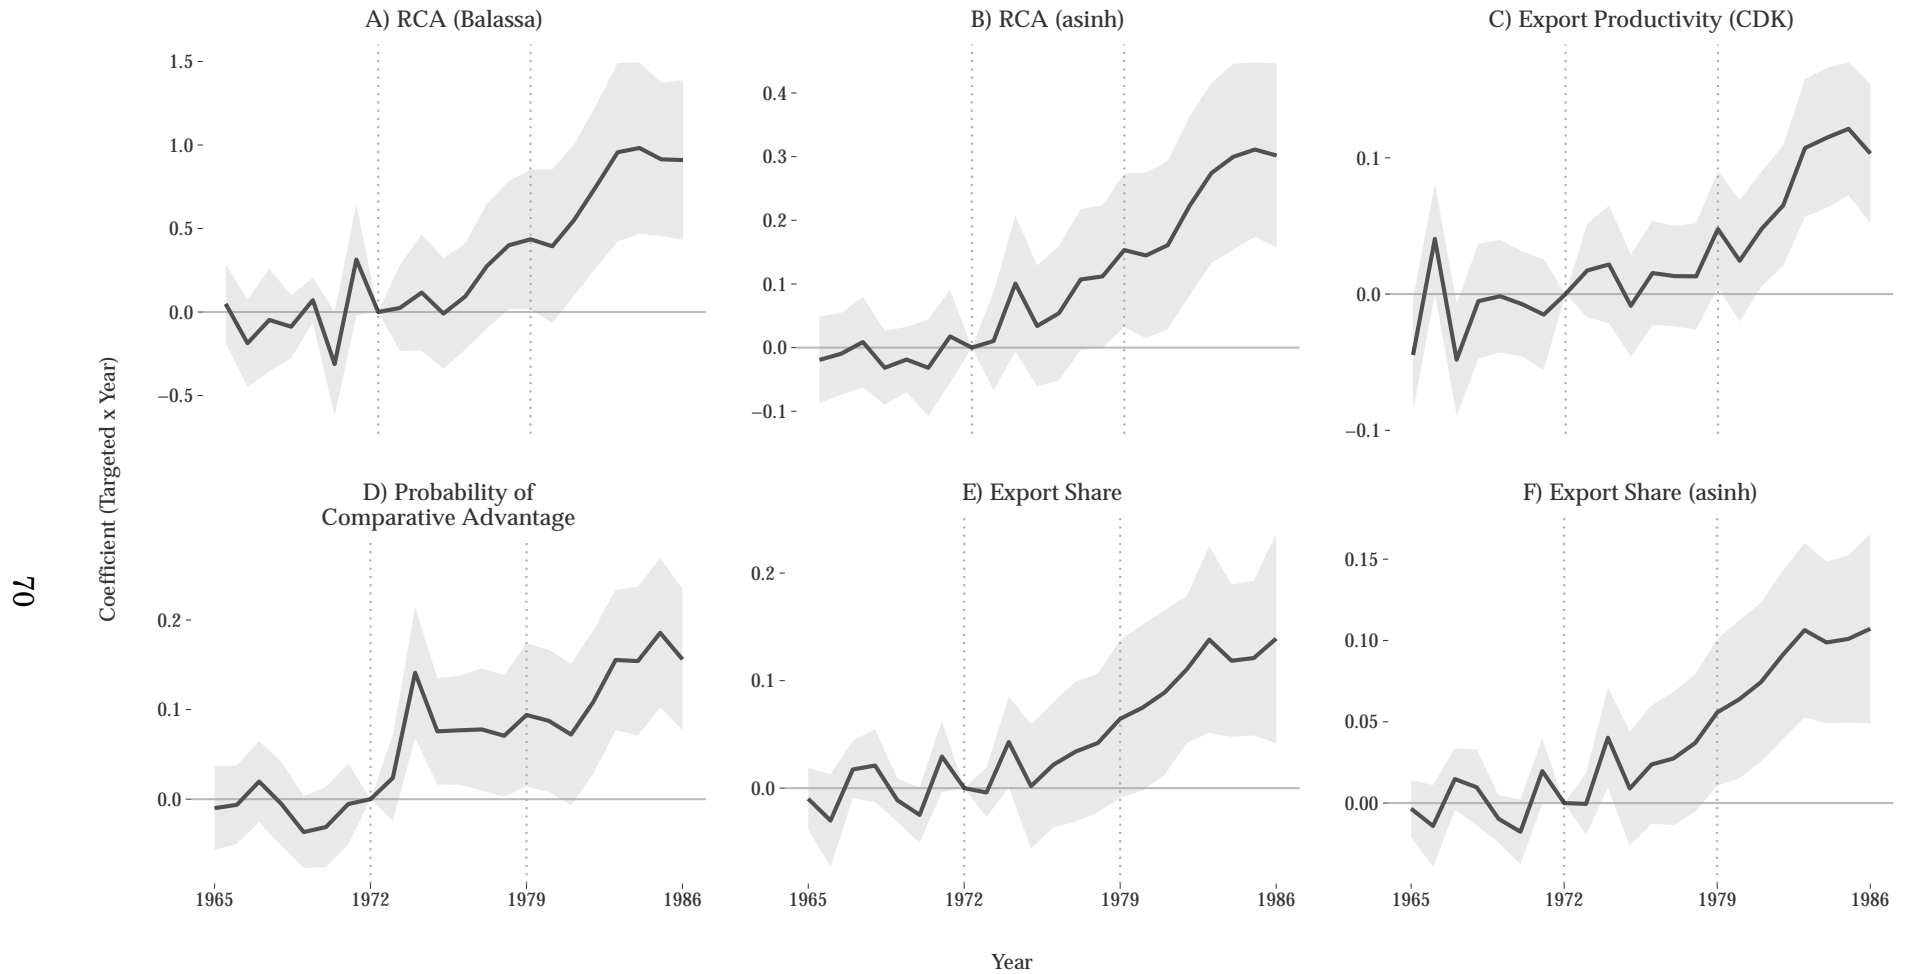 A) RCA (Balassa)
1.5
1.0
0.5
0.0
−0.5
B) RCA (asinh)
0.4
0.3
0.2
0.1
0.0
−0.1
C) Export Productivity (CDK)
0.1
0.0
−0.1
D) Probability of
Comparative Advantage
0.2
0.1
0.0
1965 1972 1979 1986
E) Export Share
0.2
0.1
0.0
1965 1972 1979 1986
F) Export Share (asinh)
0.15
0.10
0.05
0.00
1965 1972 1979 1986
Coefficient (Targeted x Year)
Year
70